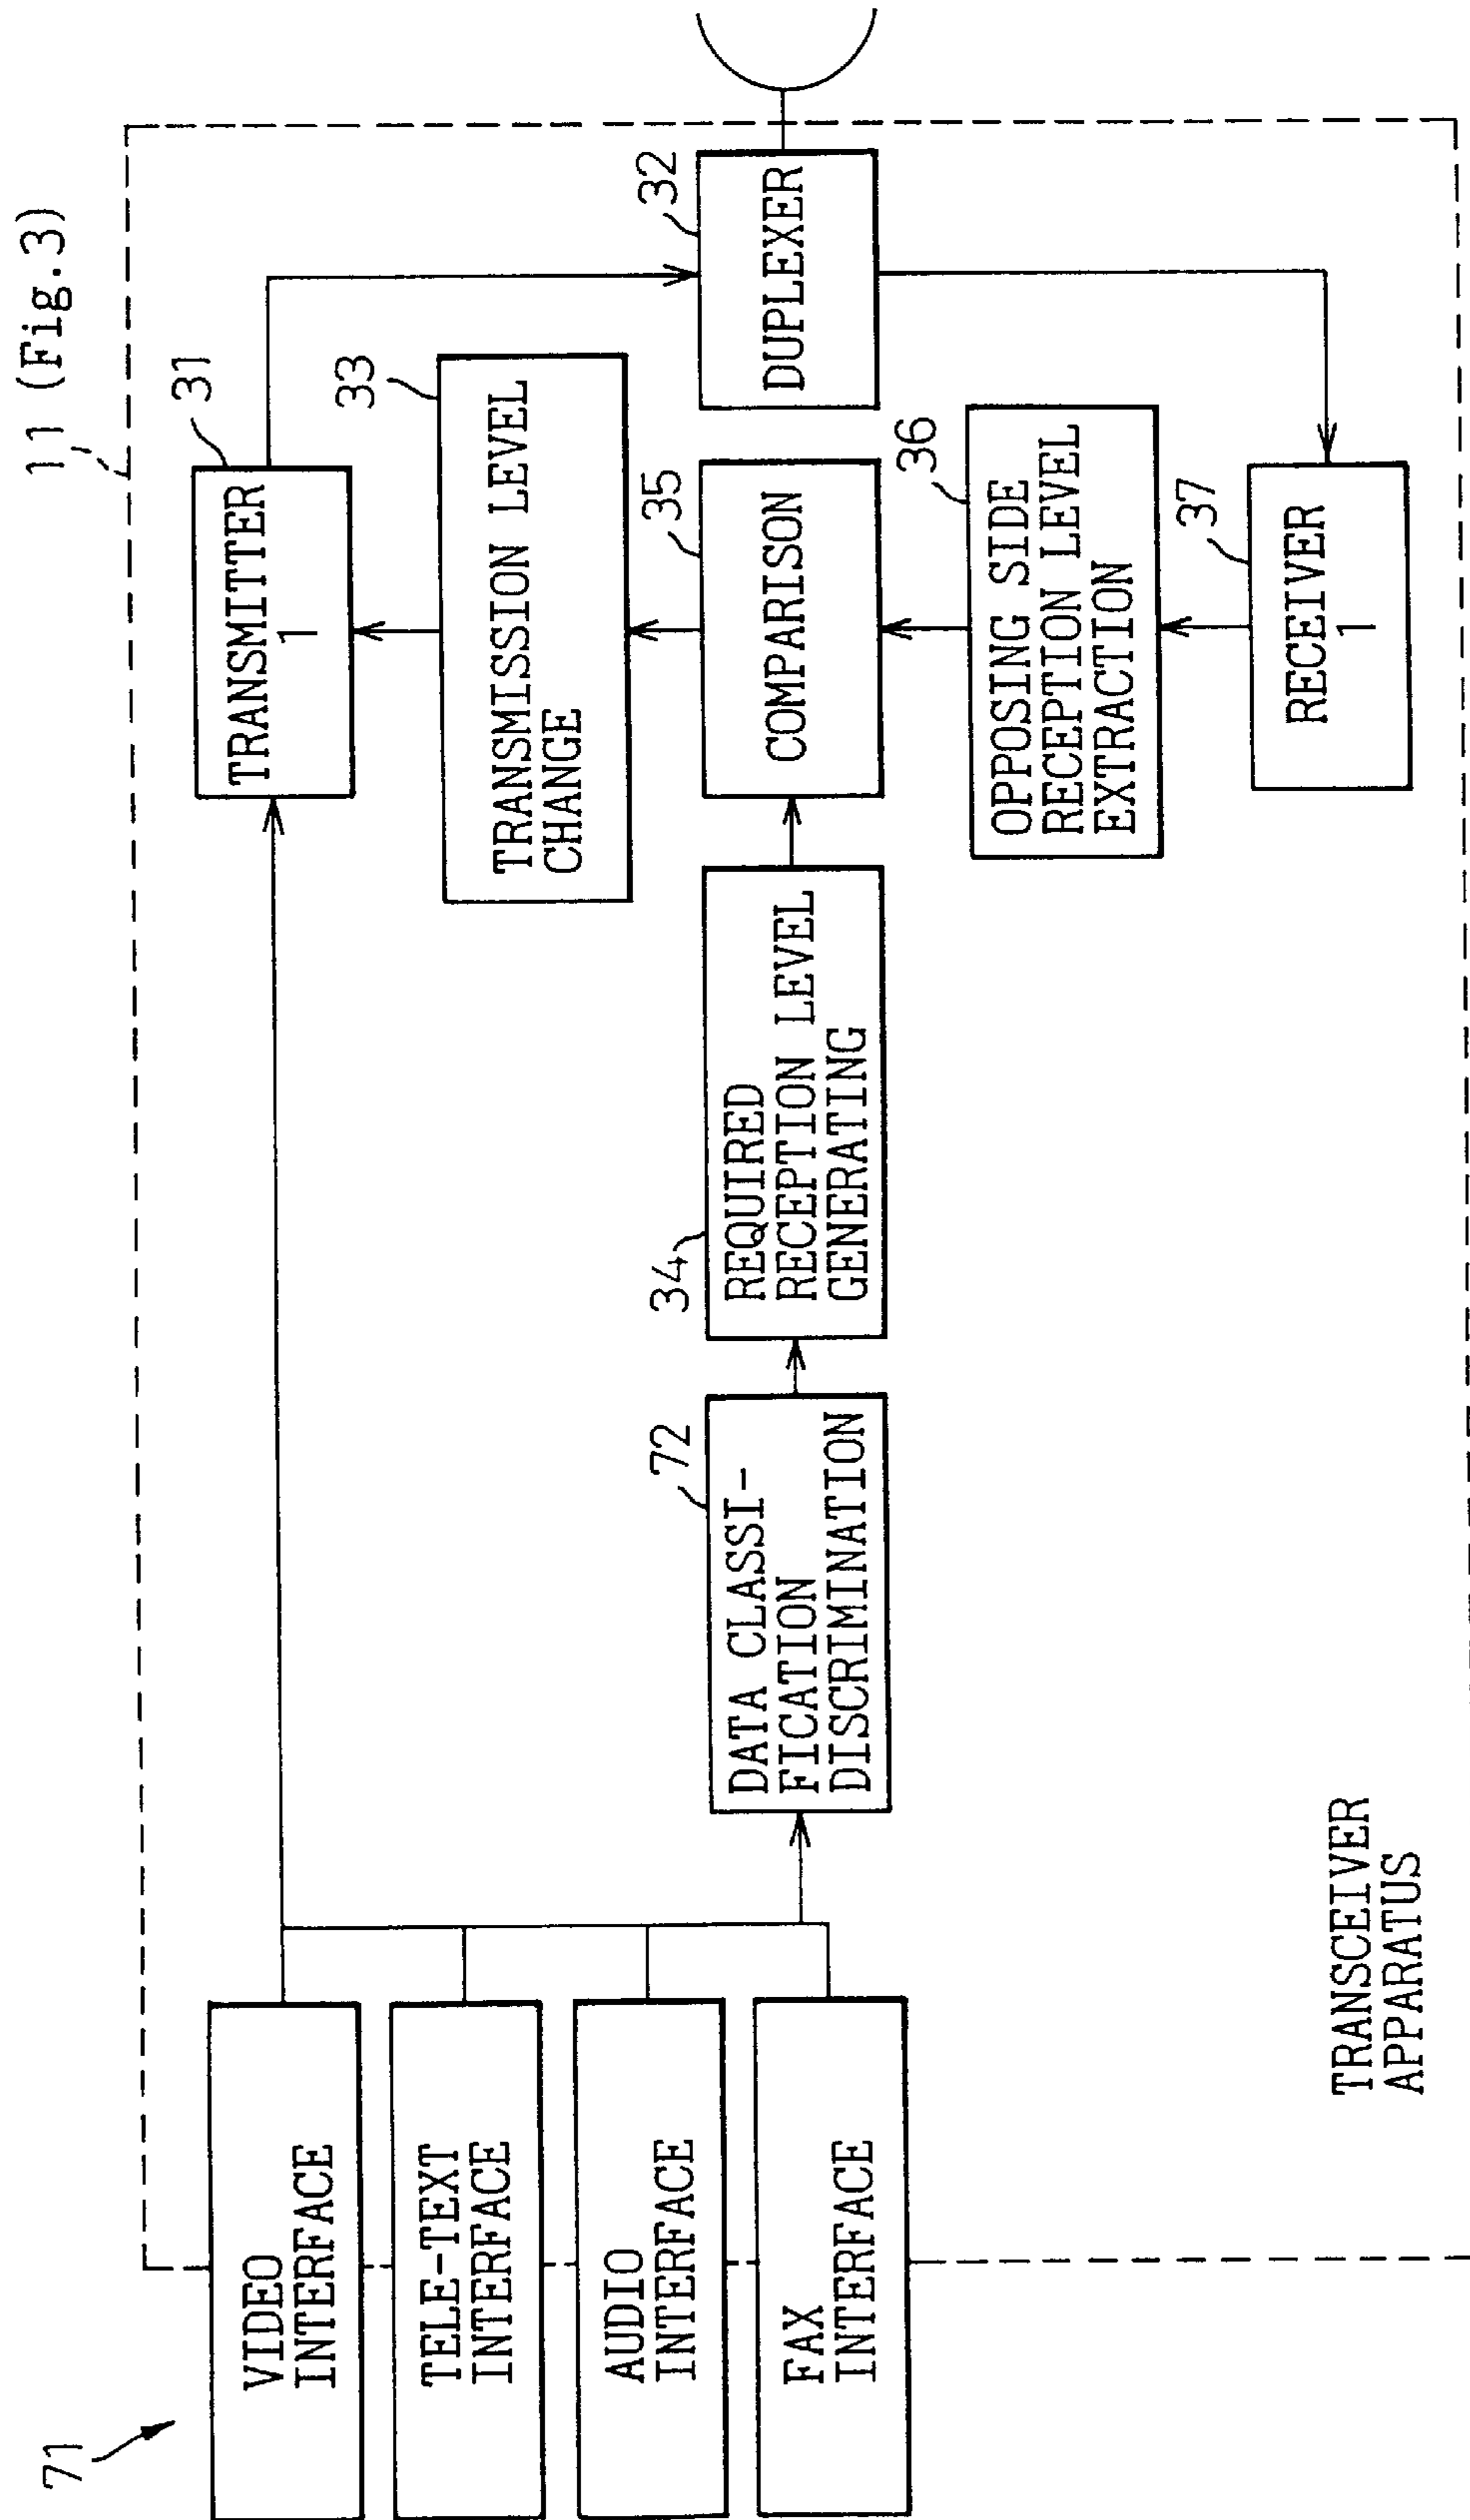 11 (Fig.3)
71
VIDEO
INTERFACE
TELE-TEXT
INTERFACE
AUDIO
INTERFACE
FAX
INTERFACE
72
DATA CLASSI-
FICATION
DISCRIMINATION
34
REQUIRED
RECEPTION LEVEL
GENERATING
31
TRANSMITTER
1
33
TRANSMISSION LEVEL
CHANGE
35
COMPARISON
36
OPPOSING SIDE
RECEPTION LEVEL
EXTRACTION
37
RECEIVER
1
32
DUPLEXER
TRANSCEIVER
APPARATUS